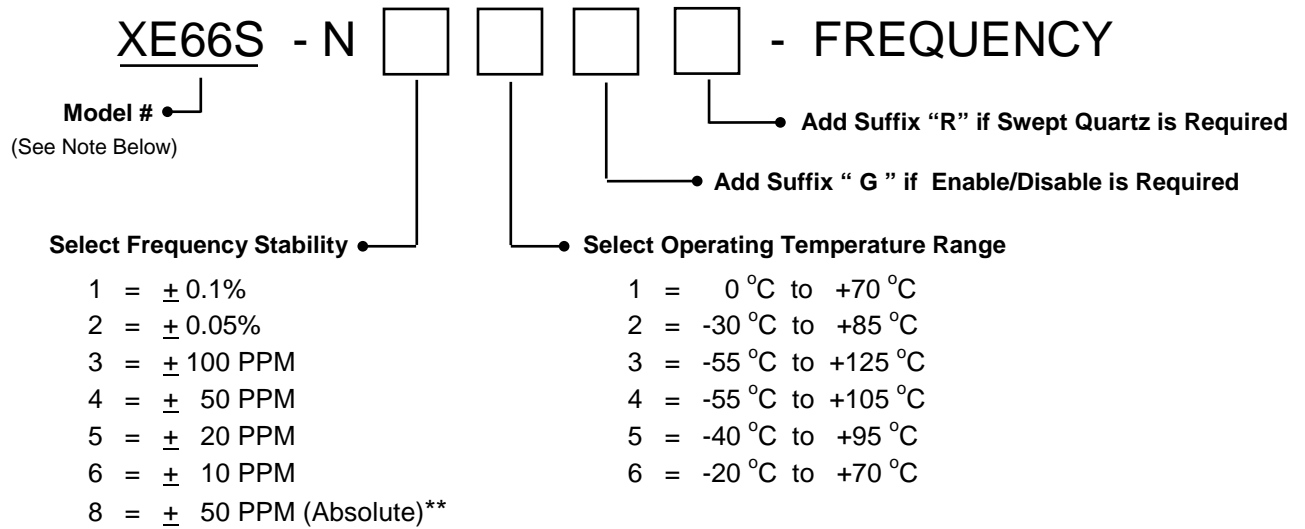 XE66S - N - FREQUENCY
Model #
(See Note Below)
Add Suffix “R” if Swept Quartz is Required
Add Suffix “ G ” if Enable/Disable is Required
Select Frequency Stability
1 = ± 0.1%
2 = ± 0.05%
3 = ± 100 PPM
4 = ± 50 PPM
5 = ± 20 PPM
6 = ± 10 PPM
8 = ± 50 PPM (Absolute)**
Select Operating Temperature Range
1 = 0 °C to +70 °C
2 = -30 °C to +85 °C
3 = -55 °C to +125 °C
4 = -55 °C to +105 °C
5 = -40 °C to +95 °C
6 = -20 °C to +70 °C